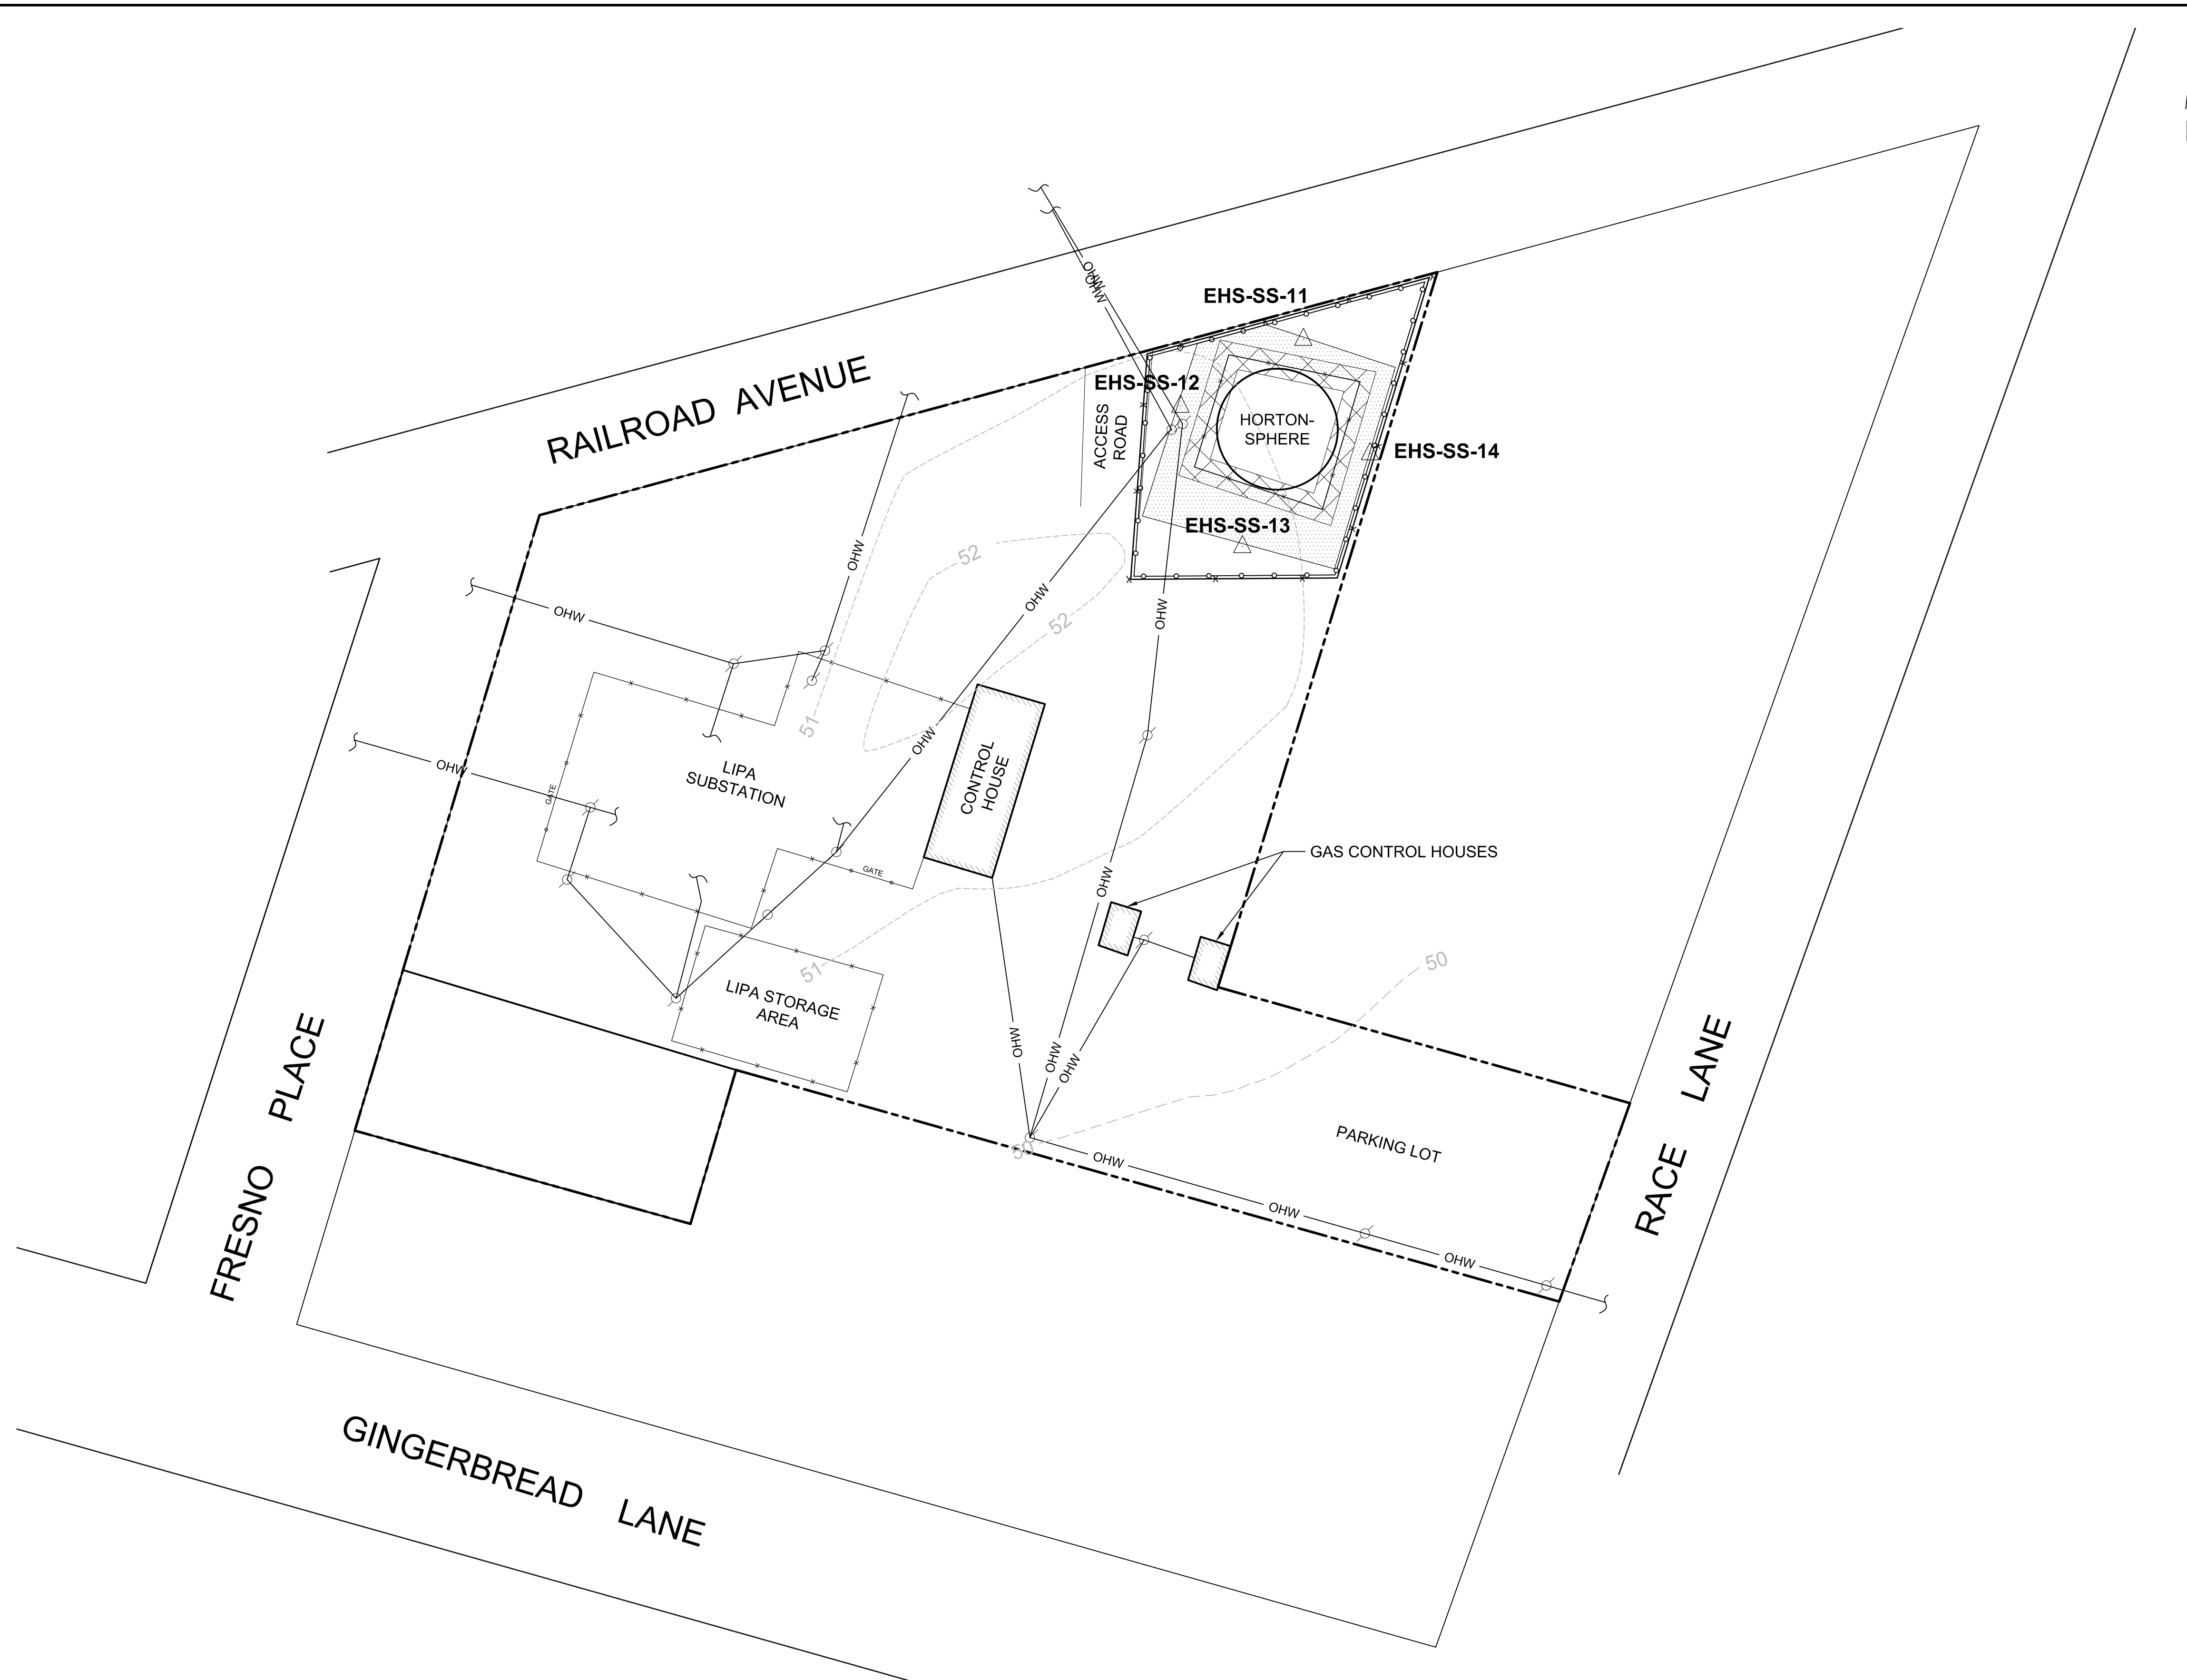 EHS-SS-11
OHW
OHW
RAILROAD AVENUE
EHS-SS-12
ACCESS
ROAD
HORTON-
SPHERE
EHS-SS-14
EHS-SS-13
OHW
52
OHW
OHW
OHW
52
51
OHW
OHW
LIPA
SUBSTATION
GATE
CONTROL
HOUSE
GAS CONTROL HOUSES
GATE
OHW
51
50
LIPA STORAGE
AREA
OHW
OHW
OHW
FRESNO PLACE
RACE LANE
50
OHW
PARKING LOT
OHW
OHW
GINGERBREAD LANE